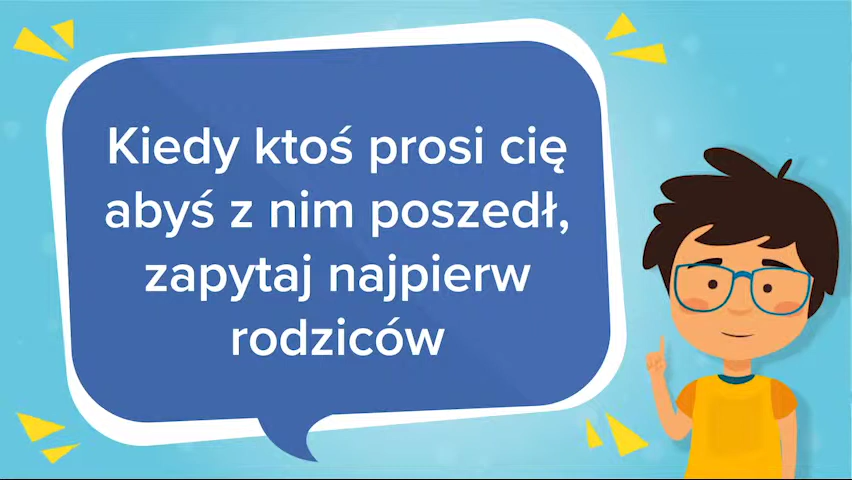 Kiedy ktoś prosi cię
abyś z nim poszedł,
zapytaj najpierw
rodziców